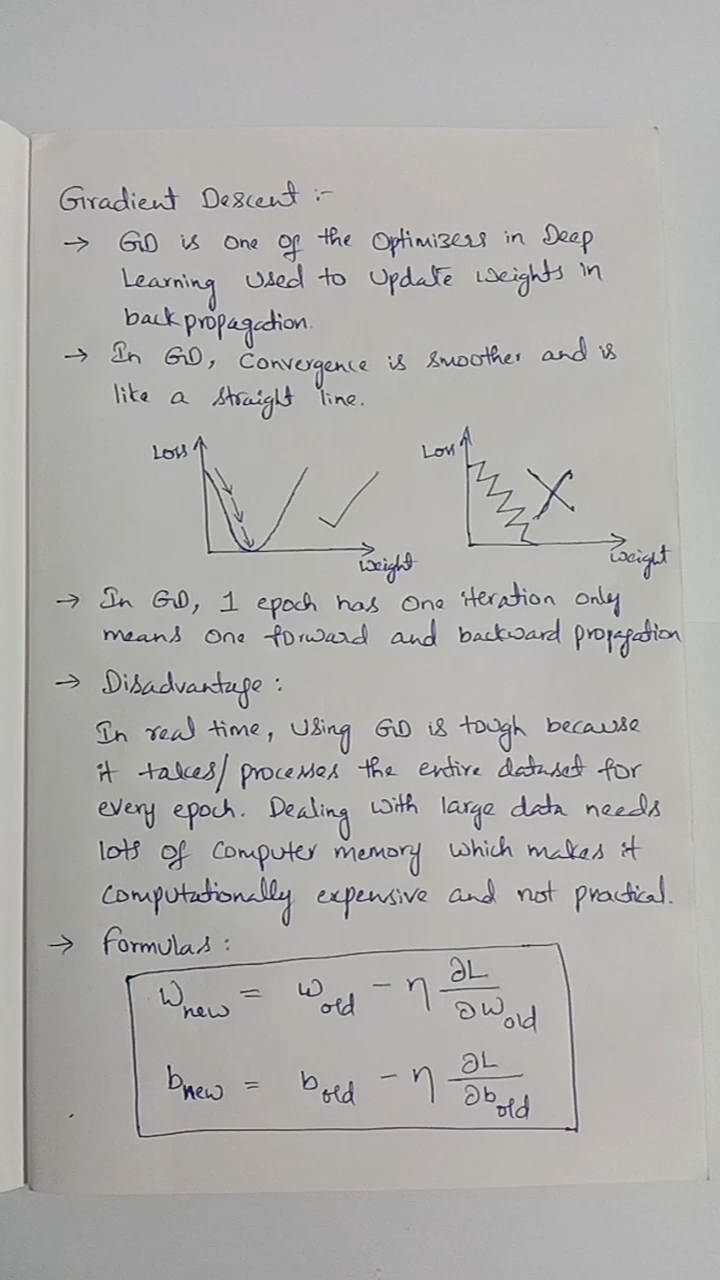 Gradient Descent :-
→ GD is one of the Optimizers in Deep
Learning used to update weights in
backpropagation.
→ In GD, Convergence is smoother and is
like a straight line.
Loss
Weight
Loss
Weight
→ In GD, 1 epoch has one iteration only
means one forward and backward propagation
→ Disadvantage :
In real time, using GD is tough because
it takes/processes the entire dataset for
every epoch. Dealing with large data needs
lots of computer memory which makes it
computationally expensive and not practical.
→ formulas :
W_new = W_old - η ∂L/∂W_old
b_new = b_old - η ∂L/∂b_old